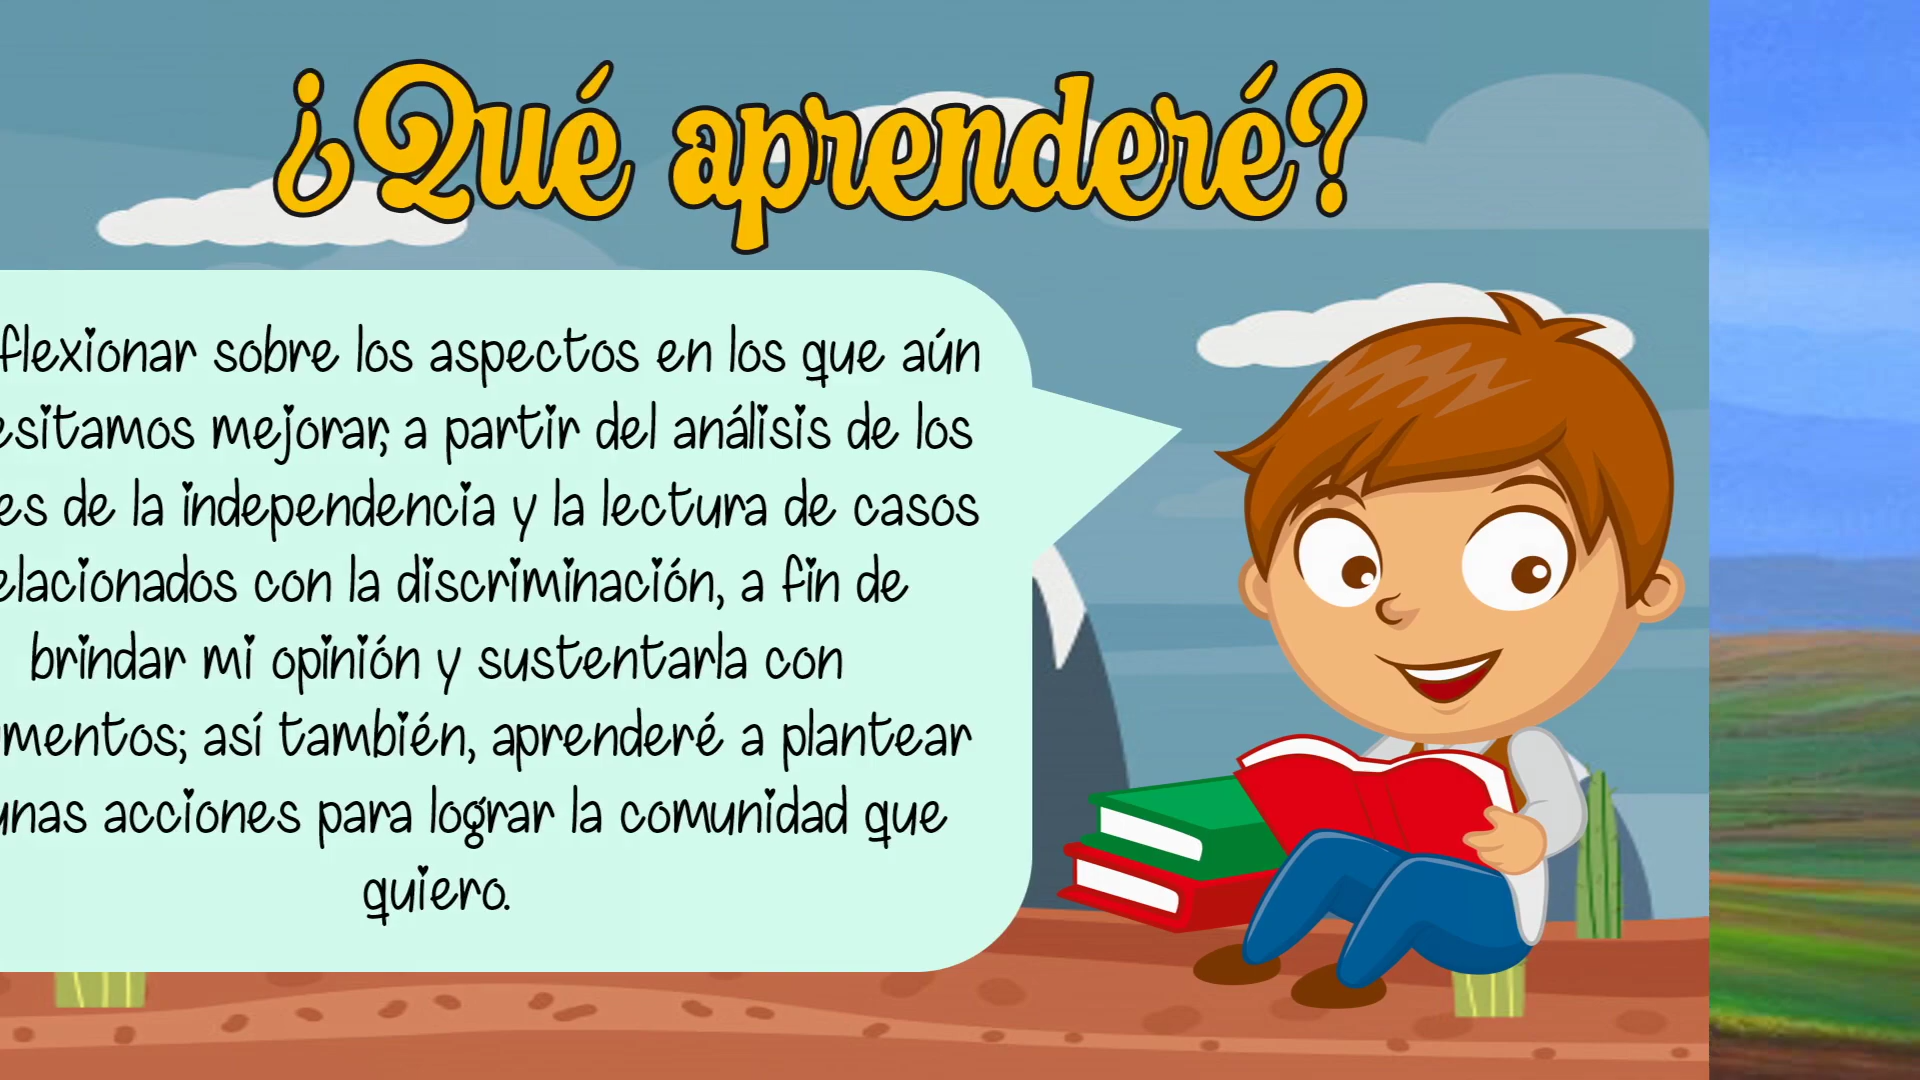 ¿Qué aprenderé?
flexionar sobre los aspectos en los que aún
esitamos mejorar, a partir del análisis de los
es de la independencia y la lectura de casos
elacionados con la discriminación, a fin de
brindar mi opinión y sustentarla con
mentos; así también, aprenderé a plantear
unas acciones para lograr la comunidad que
quiero.